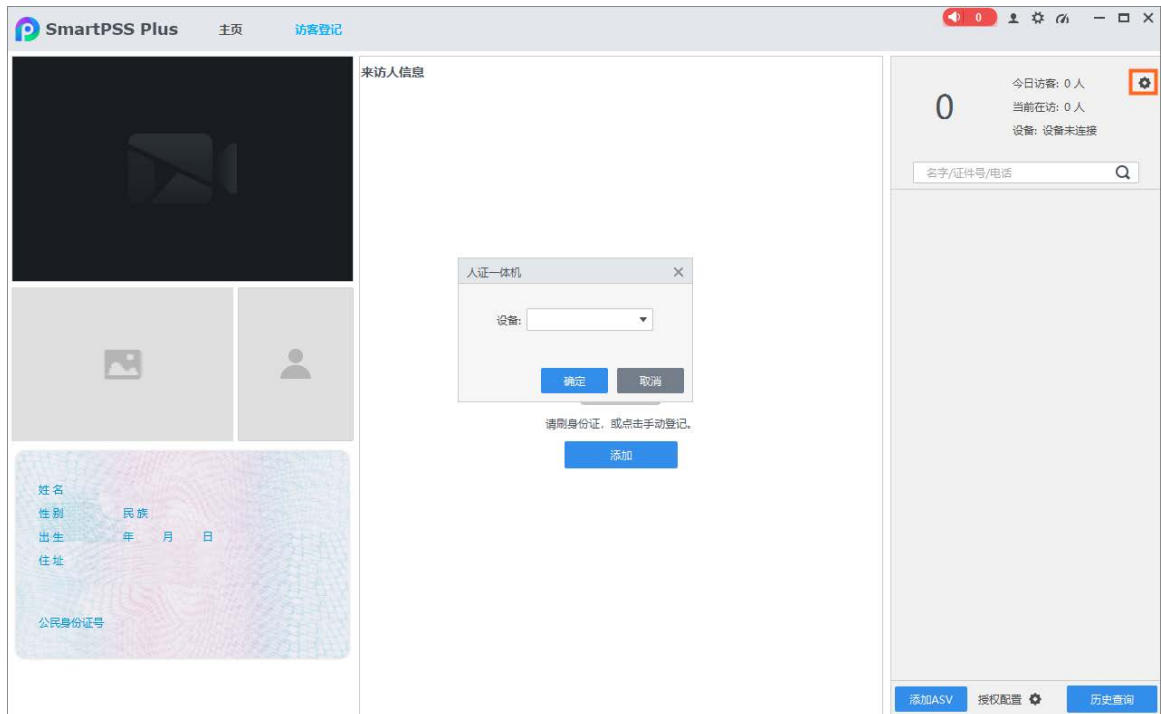 SmartPSS Plus 主页 访客登记 0
来访人信息
0
今日访客: 0 人
当前在访: 0 人
设备: 设备未连接
名字/证件号/电话
人证一体机
设备:
确定 取消
请刷身份证，或点击手动登记。
添加
姓名
性别 民族
出生 年 月 日
住址
公民身份证号
添加ASV 授权配置 历史查询